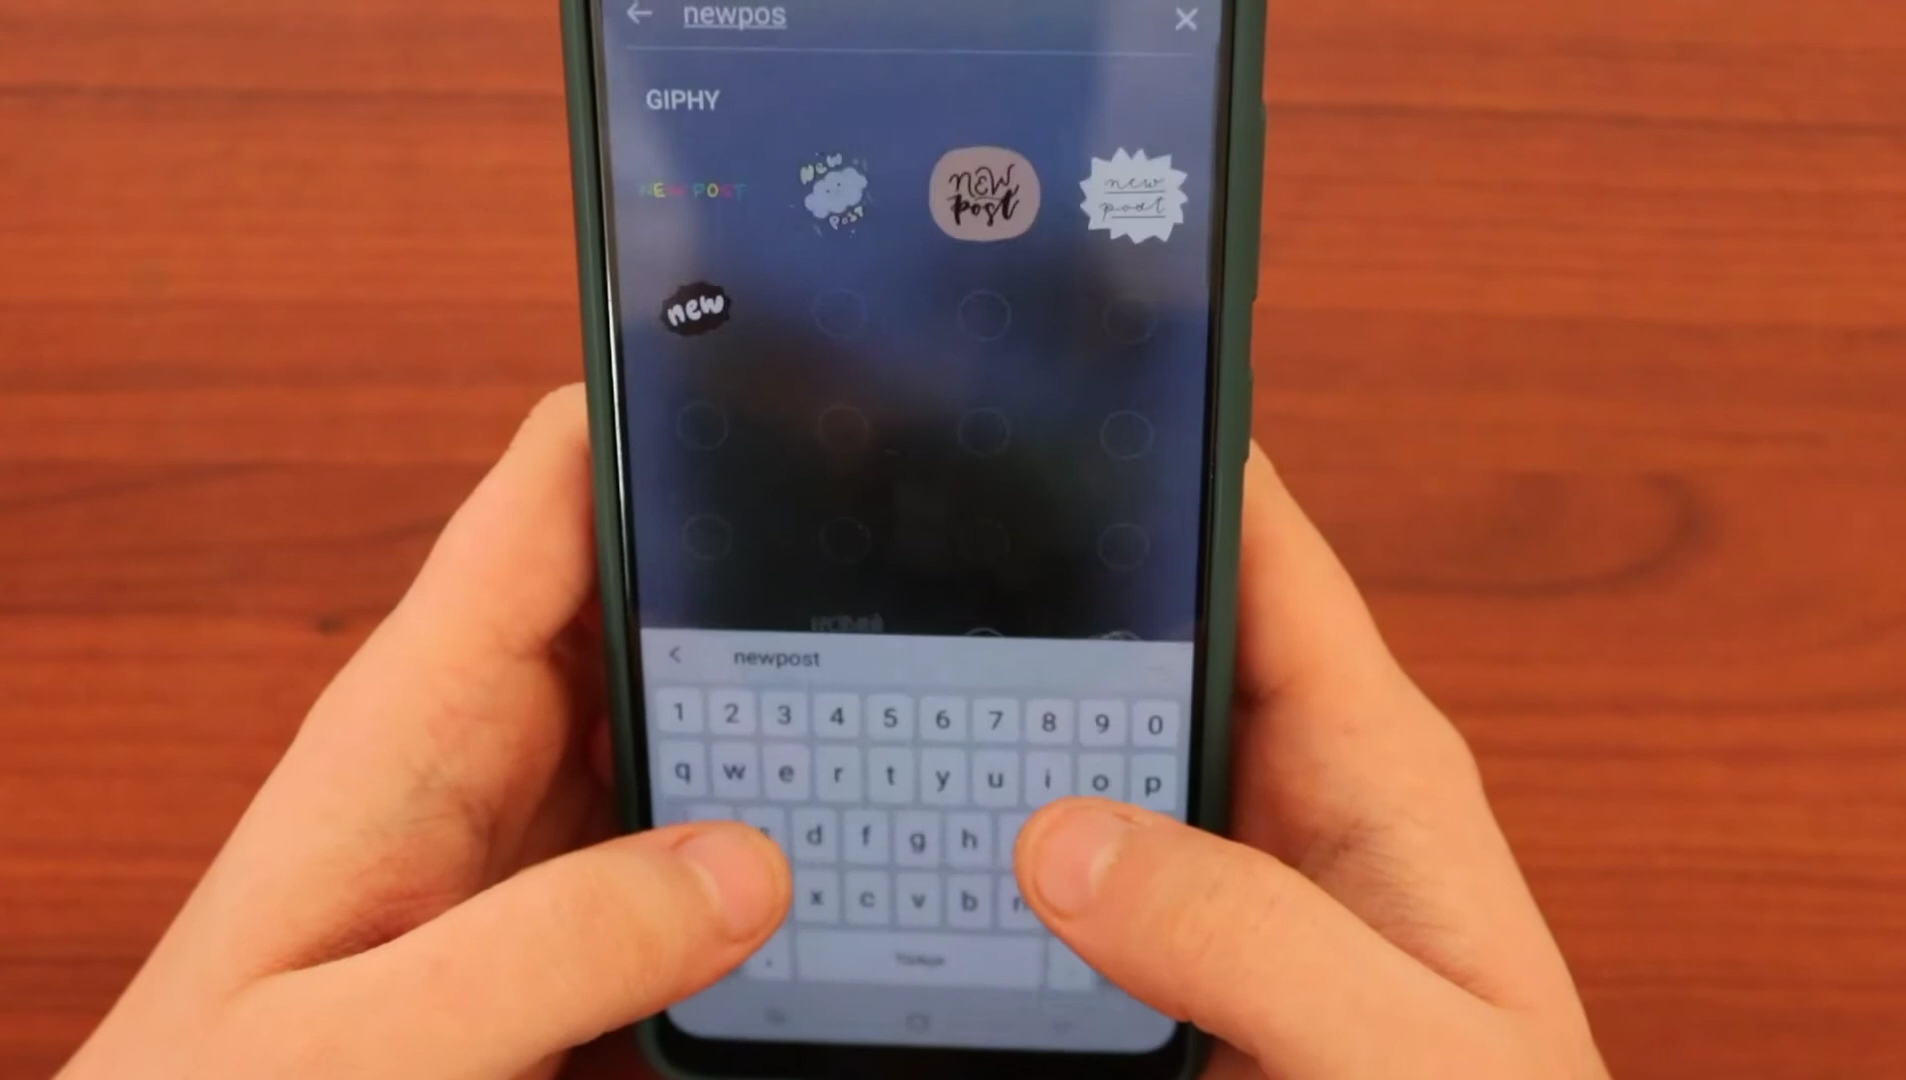 newpos
GIPHY
NEW POST
NEW
POST
new
post
new
post
new
newpost
1 2 3 4 5 6 7 8 9 0
q w e r t y u i o p
d f g h
x c v b n
Türkçe